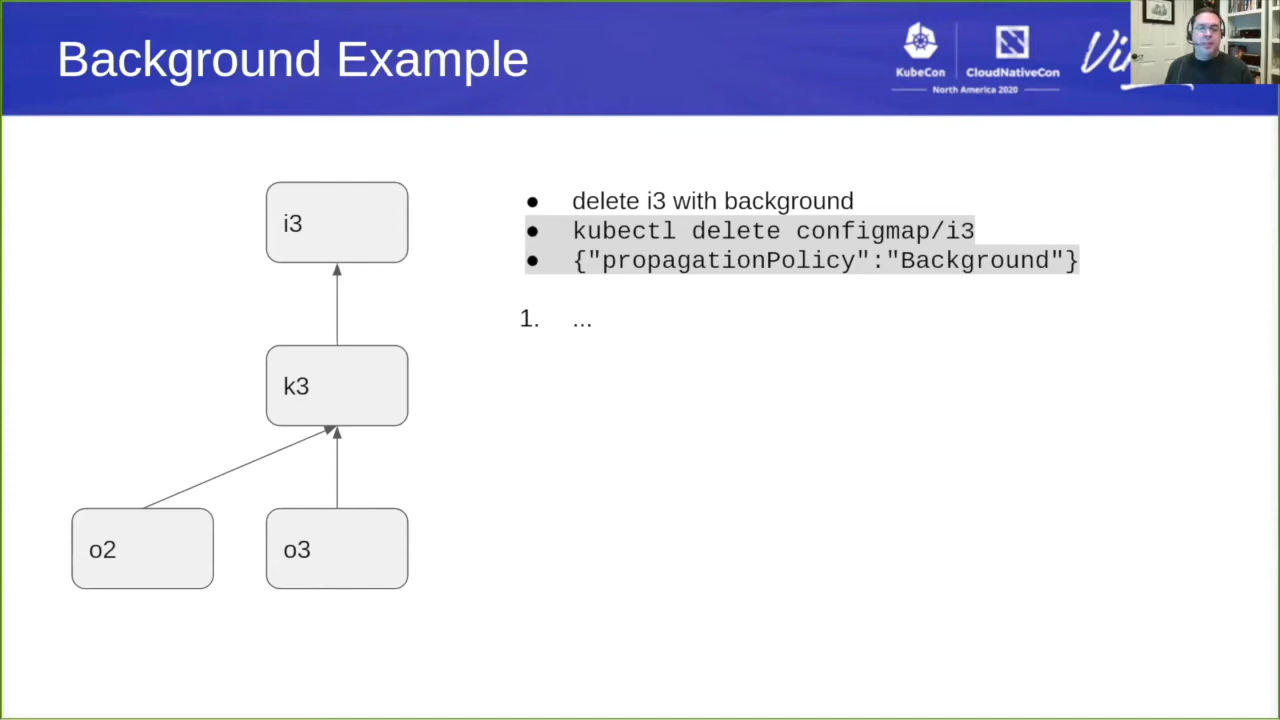 Background Example
KubeCon
CloudNativeCon
North America 2020
i3
k3
o2
o3
● delete i3 with background
● kubectl delete configmap/i3
● {"propagationPolicy":"Background"}
1. ...